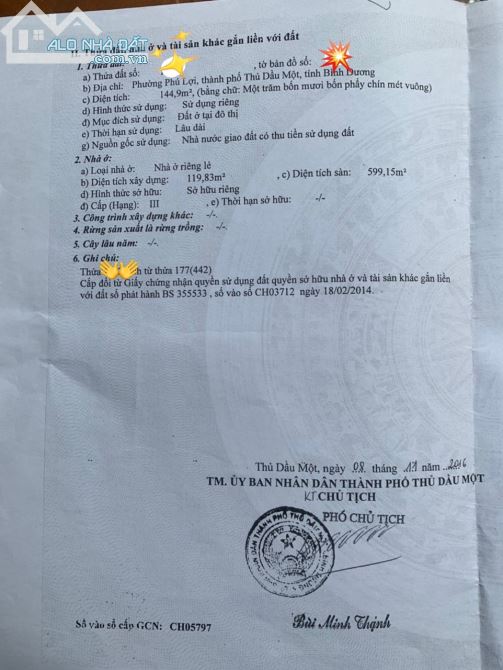 ALO NHÀ ĐẤT
II. Thửa đất, nhà ở và tài sản khác gắn liền với đất
1. Thửa đất:
a) Thửa đất số: , tờ bản đồ số:
b) Địa chỉ: Phường Phú Lợi, thành phố Thủ Dầu Một, tỉnh Bình Dương
c) Diện tích: 144,9m², (bằng chữ: Một trăm bốn mươi bốn phẩy chín mét vuông)
d) Hình thức sử dụng: Sử dụng riêng
đ) Mục đích sử dụng: Đất ở tại đô thị
e) Thời hạn sử dụng: Lâu dài
g) Nguồn gốc sử dụng: Nhà nước giao đất có thu tiền sử dụng đất
2. Nhà ở:
a) Loại nhà ở: Nhà ở riêng lẻ
b) Diện tích xây dựng: 119,83m² , c) Diện tích sàn: 599,15m²
d) Hình thức sở hữu: Sở hữu riêng
đ) Cấp (Hạng): III , e) Thời hạn sở hữu: -/-
3. Công trình xây dựng khác: -/-
4. Rừng sản xuất là rừng trồng: -/-
5. Cây lâu năm: -/-
6. Ghi chú:
Thửa từ thửa 177(442)
Cấp đổi từ Giấy chứng nhận quyền sử dụng đất quyền sở hữu nhà ở và tài sản khác gắn liền
với đất số phát hành BS 355533 , số vào sổ CH03712 ngày 18/02/2014.
Thủ Dầu Một, ngày 08 tháng 11 năm 2016
TM. ỦY BAN NHÂN DÂN THÀNH PHỐ THỦ DẦU MỘT
KT CHỦ TỊCH
PHÓ CHỦ TỊCH
Bùi Minh Thạnh
Số vào sổ cấp GCN: CH05797